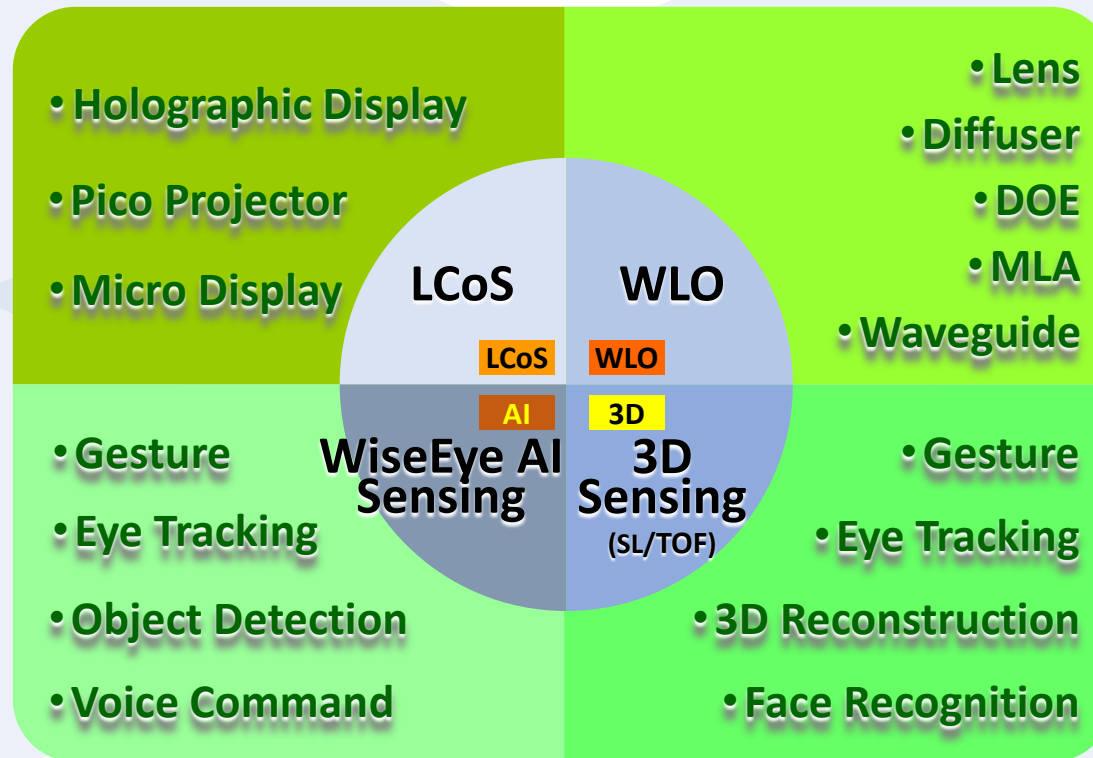 • Holographic Display
• Pico Projector
• Micro Display
• Lens
• Diffuser
• DOE
• MLA
• Waveguide
LCoS
WLO
LCoS
WLO
AI
3D
WiseEye AI
Sensing
3D
Sensing
(SL/TOF)
• Gesture
• Eye Tracking
• Object Detection
• Voice Command
• Gesture
• Eye Tracking
• 3D Reconstruction
• Face Recognition